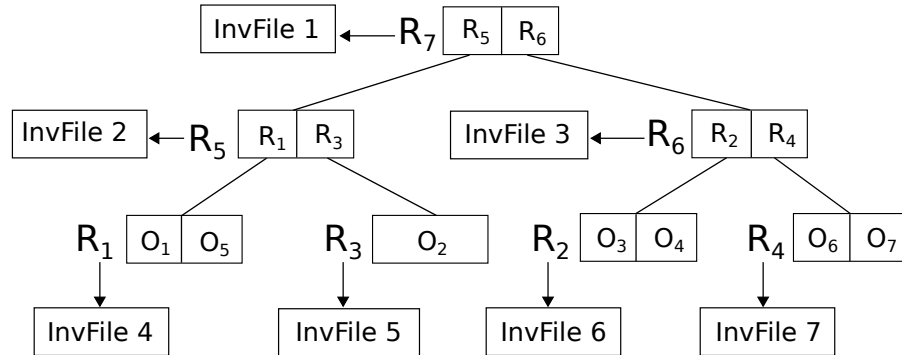 InvFile 1 R₇ R₅ R₆
InvFile 2 R₅ R₁ R₃ InvFile 3 R₆ R₂ R₄
R₁ O₁ O₅ R₃ O₂ R₂ O₃ O₄ R₄ O₆ O₇
InvFile 4 InvFile 5 InvFile 6 InvFile 7